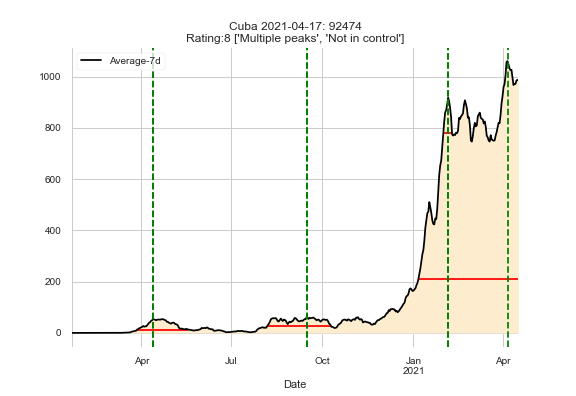 Cuba 2021-04-17: 92474
Rating:8 ['Multiple peaks', 'Not in control']
Average-7d
1000
800
600
400
200
0
Apr
Jul
Oct
Jan
2021
Apr
Date